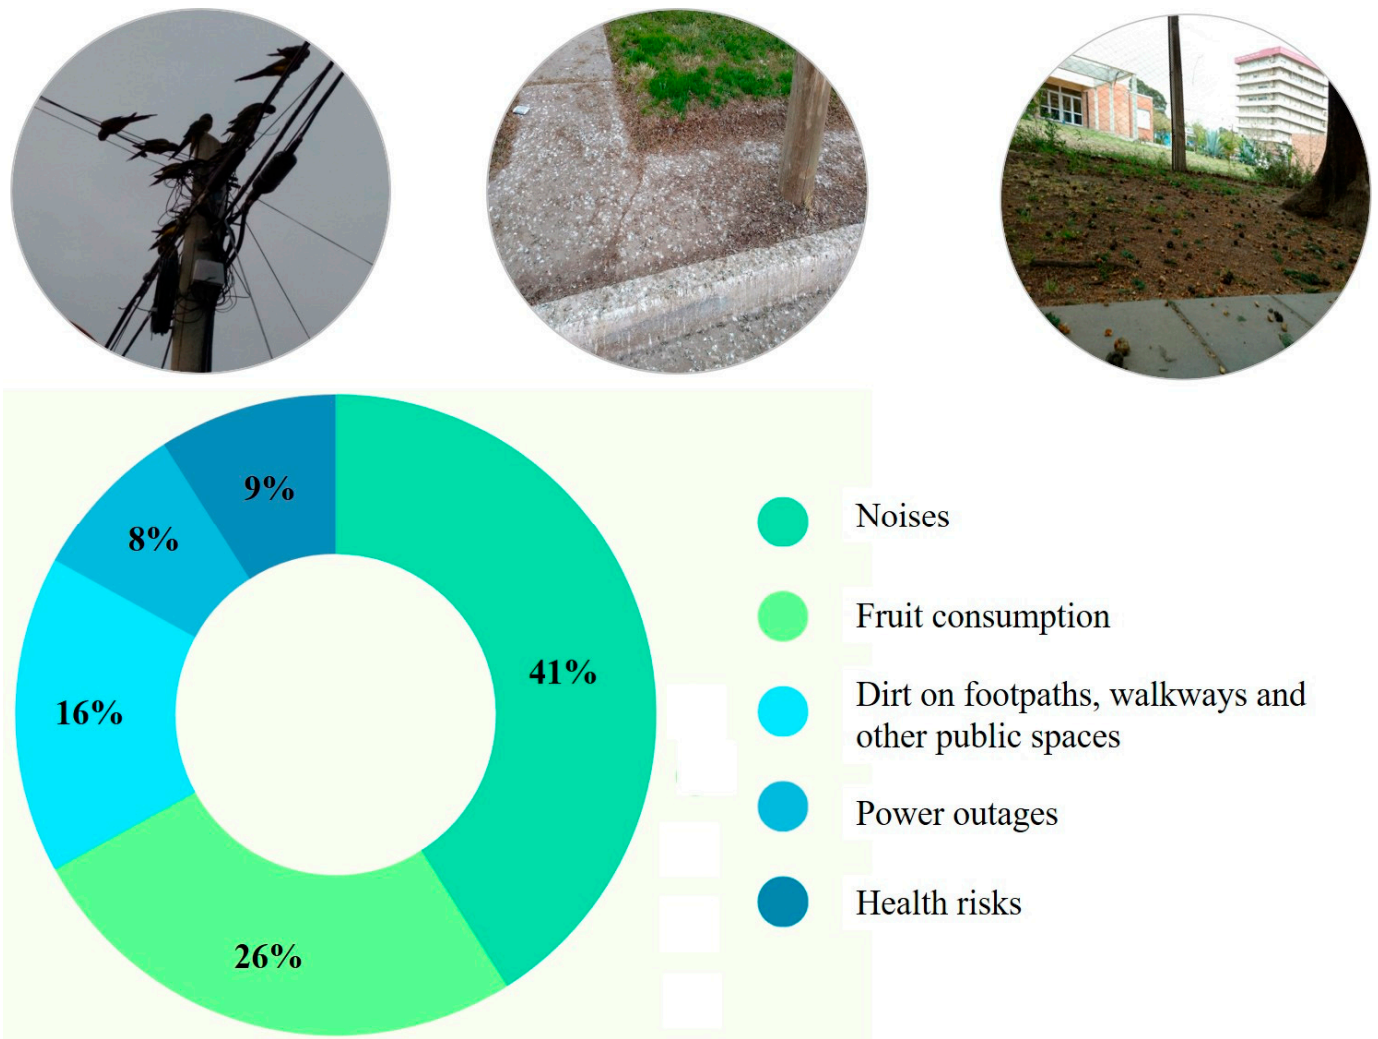 9%
8%
41%
16%
26%
Noises
Fruit consumption
Dirt on footpaths, walkways and
other public spaces
Power outages
Health risks